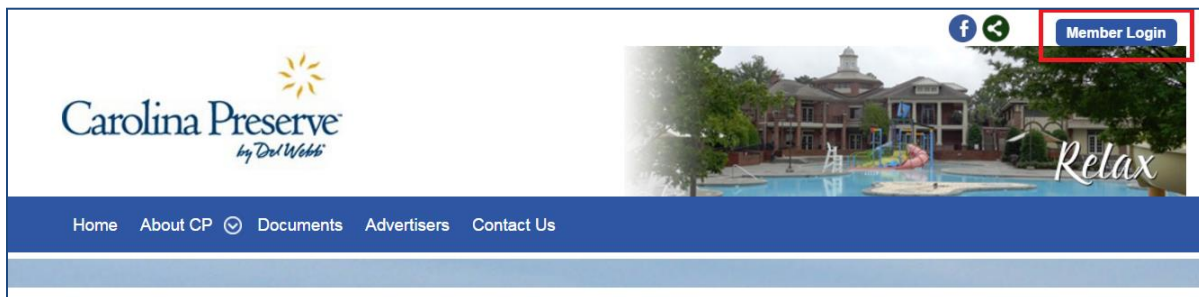 Member Login
Carolina Preserve
by Del Webb
Relax
Home About CP Documents Advertisers Contact Us